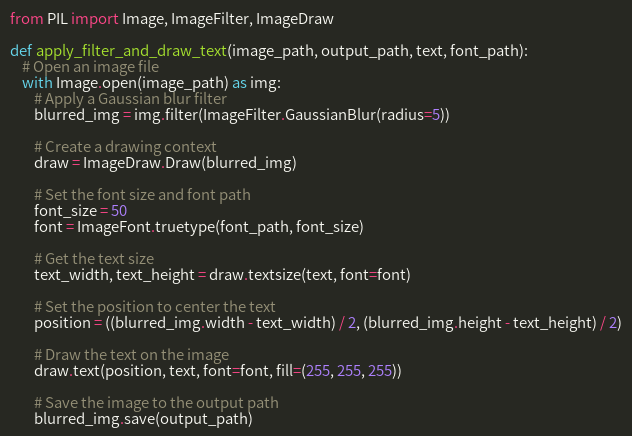 from PIL import Image, ImageFilter, ImageDraw

def apply_filter_and_draw_text(image_path, output_path, text, font_path):
    # Open an image file
    with Image.open(image_path) as img:
        # Apply a Gaussian blur filter
        blurred_img = img.filter(ImageFilter.GaussianBlur(radius=5))

        # Create a drawing context
        draw = ImageDraw.Draw(blurred_img)

        # Set the font size and font path
        font_size = 50
        font = ImageFont.truetype(font_path, font_size)

        # Get the text size
        text_width, text_height = draw.textsize(text, font=font)

        # Set the position to center the text
        position = ((blurred_img.width - text_width) / 2, (blurred_img.height - text_height) / 2)

        # Draw the text on the image
        draw.text(position, text, font=font, fill=(255, 255, 255))

        # Save the image to the output path
        blurred_img.save(output_path)